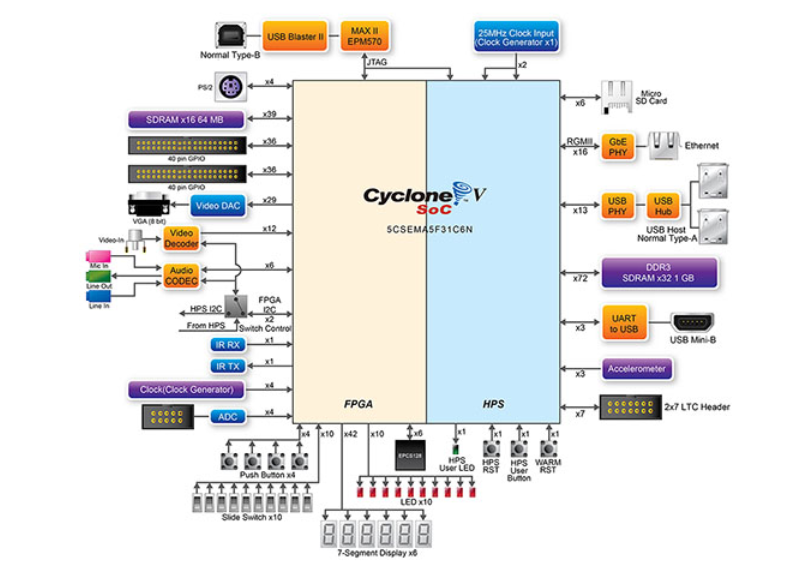 Normal Type-B
USB Blaster II
MAX II
EPM570
JTAG
25MHz Clock Input
(Clock Generator x1)
x2
PS/2
x4
SDRAM x16 64 MB
x39
40 pin GPIO
x36
40 pin GPIO
x36
VGA (8 bit)
Video DAC
x29
Video-In
Video
Decoder
x12
Mic In
Line Out
Line In
Audio
CODEC
x6
HPS I2C
From HPS
FPGA
I2C
x2
Switch Control
IR RX
x1
IR TX
x1
Clock(Clock Generator)
x4
ADC
x4
Cyclone V
SoC
5CSEMA5F31C6N
FPGA
HPS
x6
Micro
SD Card
RGMII
x16
GbE
PHY
Ethernet
x13
USB
PHY
USB
Hub
USB Host
Normal Type-A
x72
DDR3
SDRAM x32 1 GB
x3
UART
to USB
USB Mini-B
x3
Accelerometer
x7
2x7 LTC Header
x4
x10
x42
x10
x6
x1
x1
x1
x1
Push Button x4
EPCS128
HPS
User LED
HPS
RST
HPS
User
Button
WARM
RST
Slide Switch x10
LED x10
7-Segment Display x6